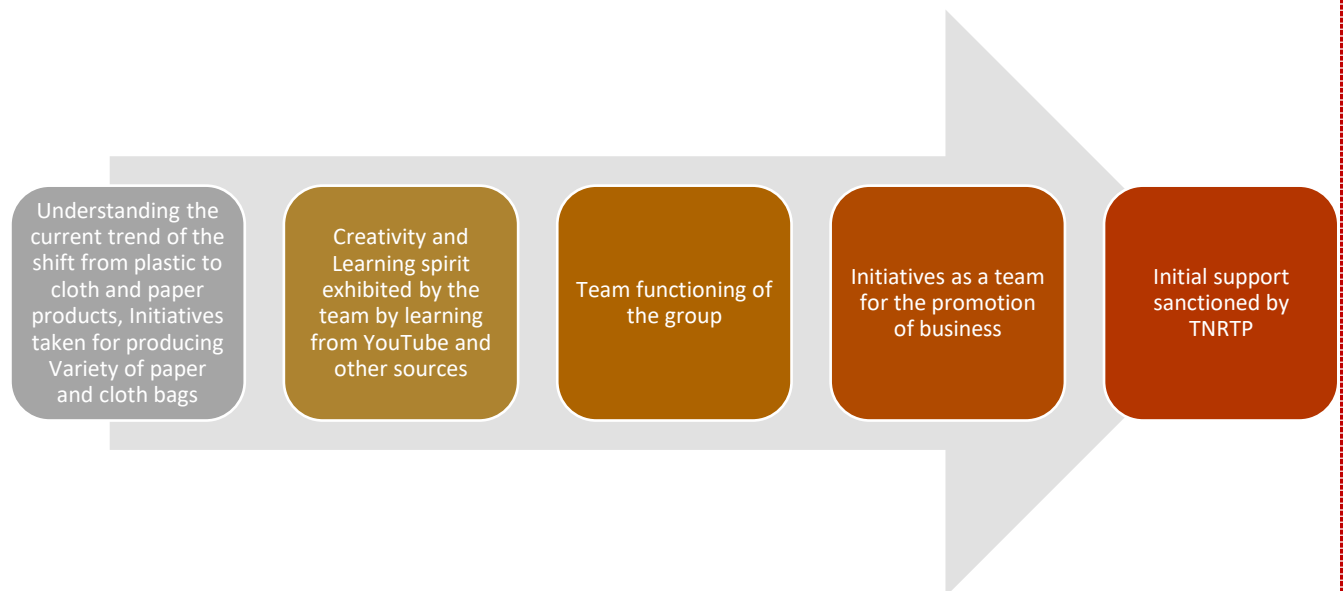 Understanding the
current trend of the
shift from plastic to
cloth and paper
products, Initiatives
taken for producing
Variety of paper
and cloth bags
Creativity and
Learning spirit
exhibited by the
team by learning
from YouTube and
other sources
Team functioning of
the group
Initiatives as a team
for the promotion
of business
Initial support
sanctioned by
TNRTP